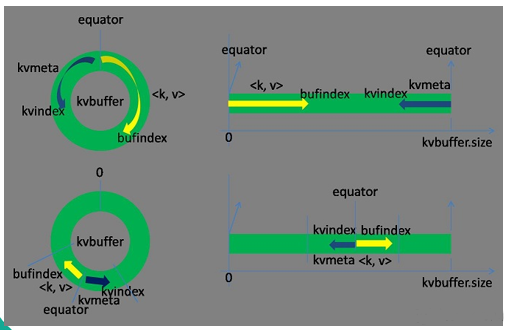 equator
kvmeta
<k, v>
kvbuffer
kvindex
bufindex
equator
equator
<k, v>
kvmeta
bufindex
kvindex
0
kvbuffer.size
0
kvbuffer
bufindex
<k, v>
kvindex
kvmeta
equator
equator
kvindex bufindex
kvmeta <k, v>
0
kvbuffer.size